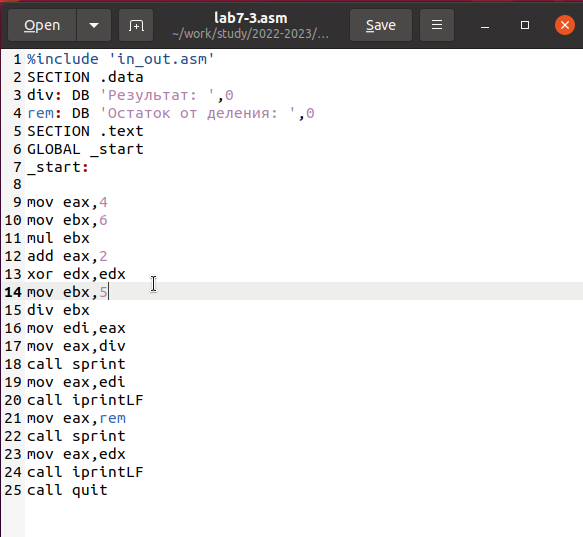 Open
lab7-3.asm
~/work/study/2022-2023/...
Save
1 %include 'in_out.asm'
2 SECTION .data
3 div: DB 'Результат: ',0
4 rem: DB 'Остаток от деления: ',0
5 SECTION .text
6 GLOBAL _start
7 _start:
8
9 mov eax,4
10 mov ebx,6
11 mul ebx
12 add eax,2
13 xor edx,edx
14 mov ebx,5
15 div ebx
16 mov edi,eax
17 mov eax,div
18 call sprint
19 mov eax,edi
20 call iprintLF
21 mov eax,rem
22 call sprint
23 mov eax,edx
24 call iprintLF
25 call quit